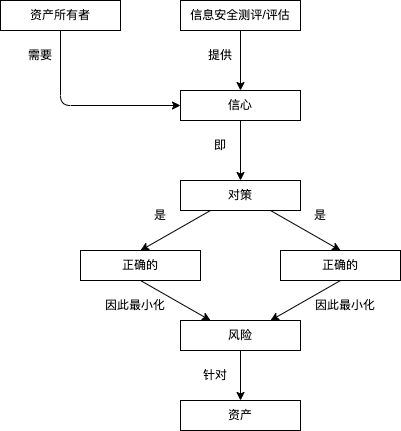 资产所有者
信息安全测评/评估
需要
提供
信心
即
对策
是
是
正确的
正确的
因此最小化
因此最小化
风险
针对
资产